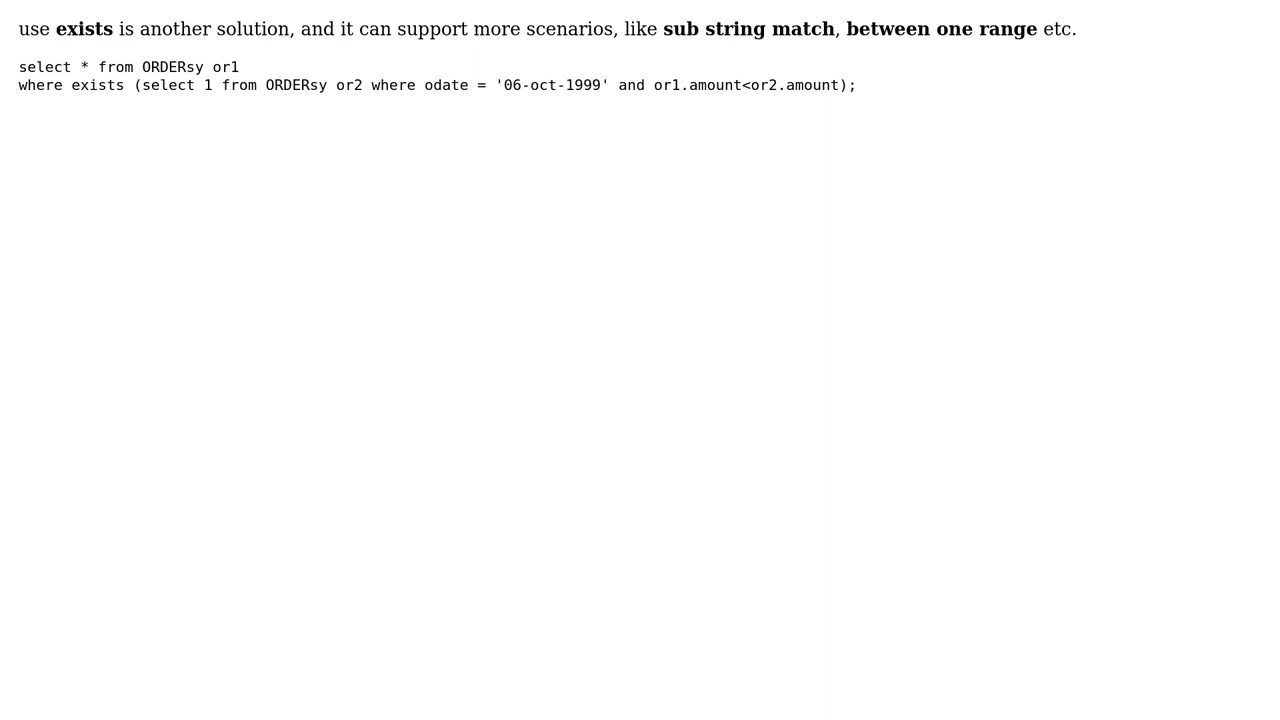 use exists is another solution, and it can support more scenarios, like sub string match, between one range etc.
select * from ORDERsy or1
where exists (select 1 from ORDERsy or2 where odate = '06-oct-1999' and or1.amount<or2.amount);